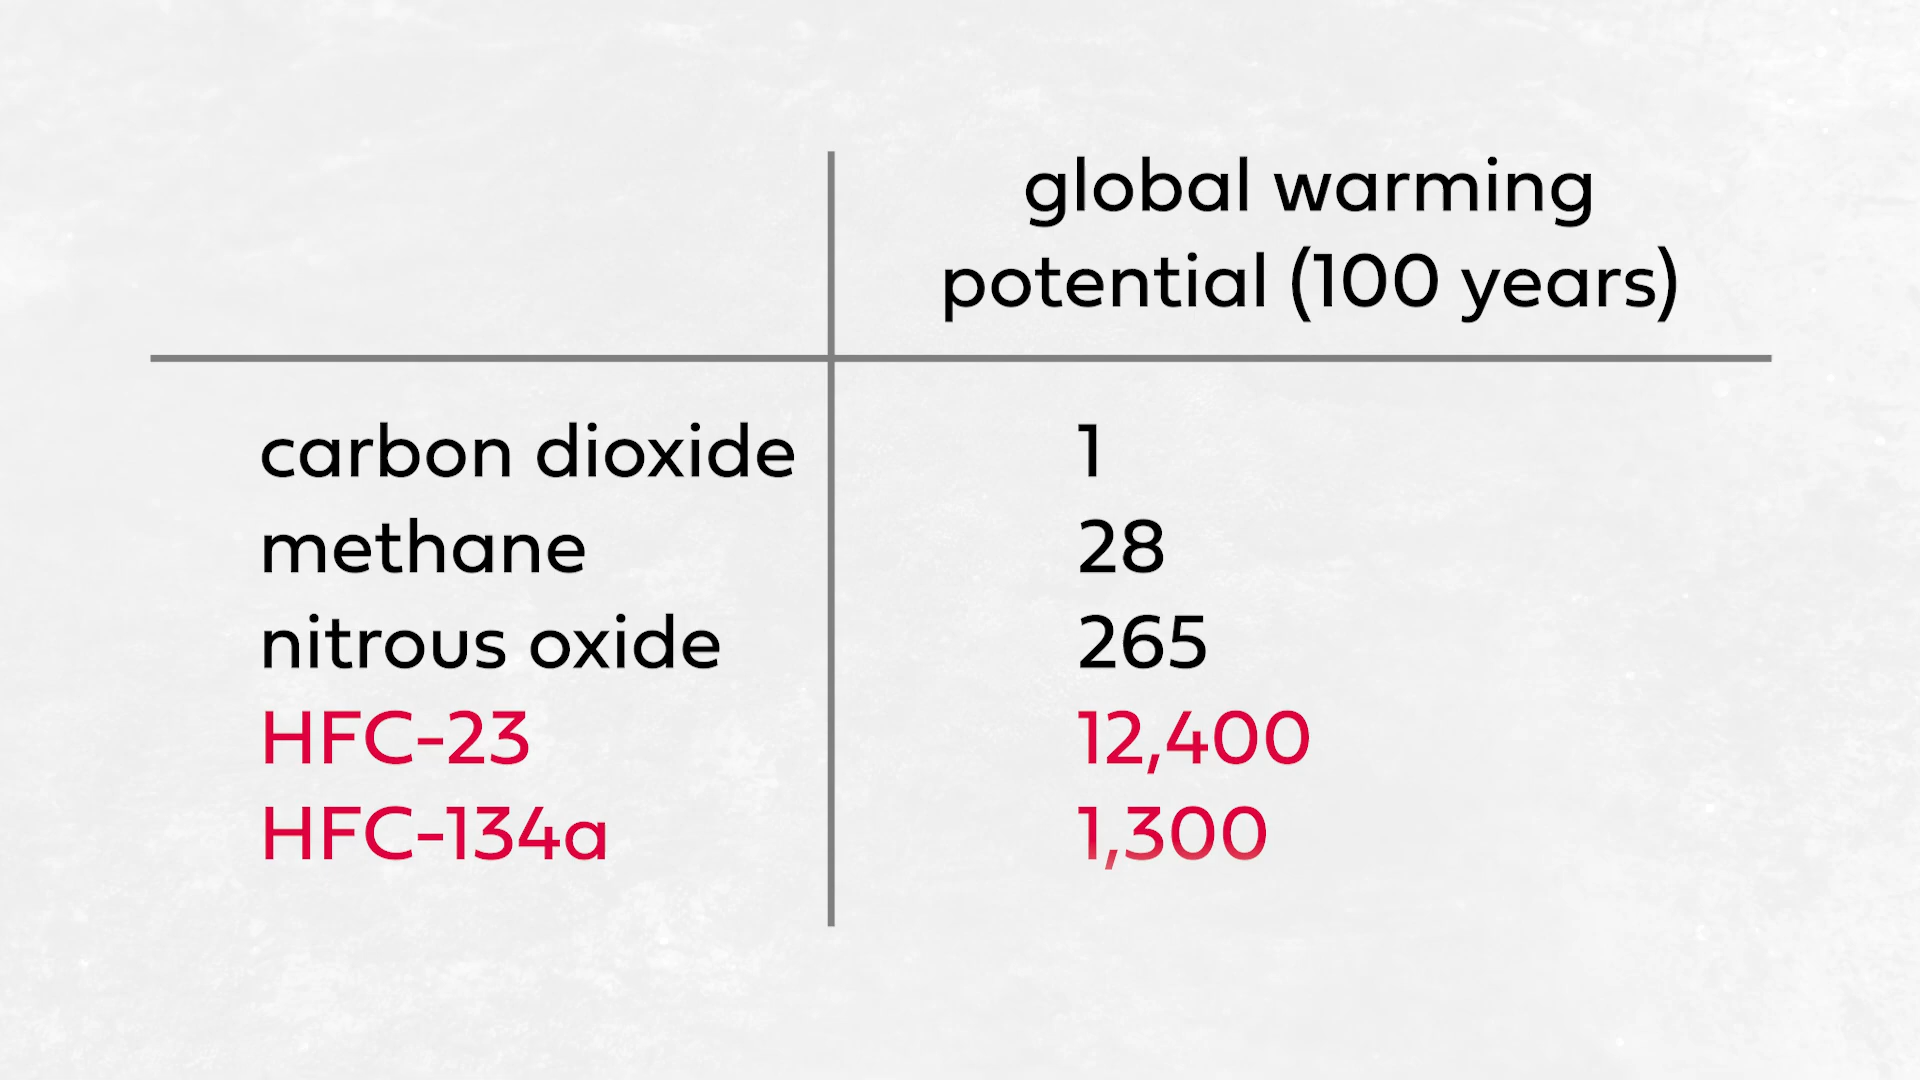 global warming
potential (100 years)
carbon dioxide 1
methane 28
nitrous oxide 265
HFC-23 12,400
HFC-134a 1,300